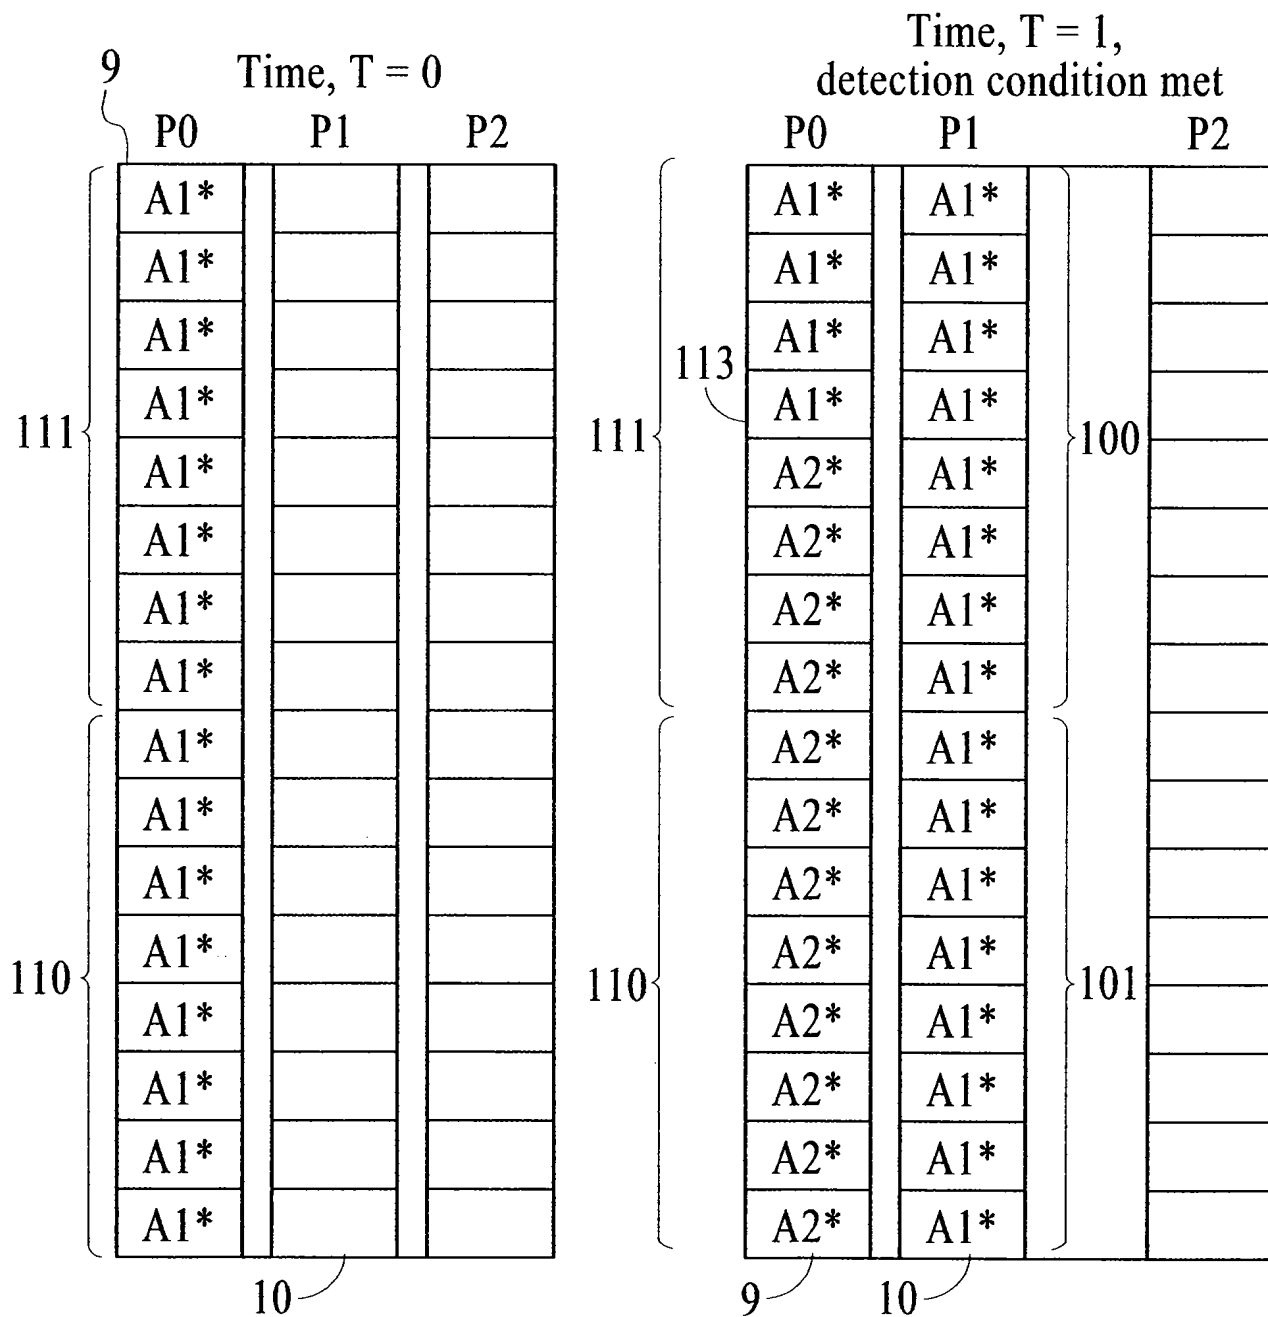 9
Time, T = 0
P0 P1 P2
A1*
A1*
A1*
A1*
111
A1*
A1*
A1*
A1*
A1*
A1*
A1*
A1*
110
A1*
A1*
A1*
A1*
10
Time, T = 1,
detection condition met
P0 P1 P2
A1* A1*
A1* A1*
A1* A1*
113
A1* A1*
111 100
A2* A1*
A2* A1*
A2* A1*
A2* A1*
A2* A1*
A2* A1*
A2* A1*
A2* A1*
110 101
A2* A1*
A2* A1*
A2* A1*
A2* A1*
9 10